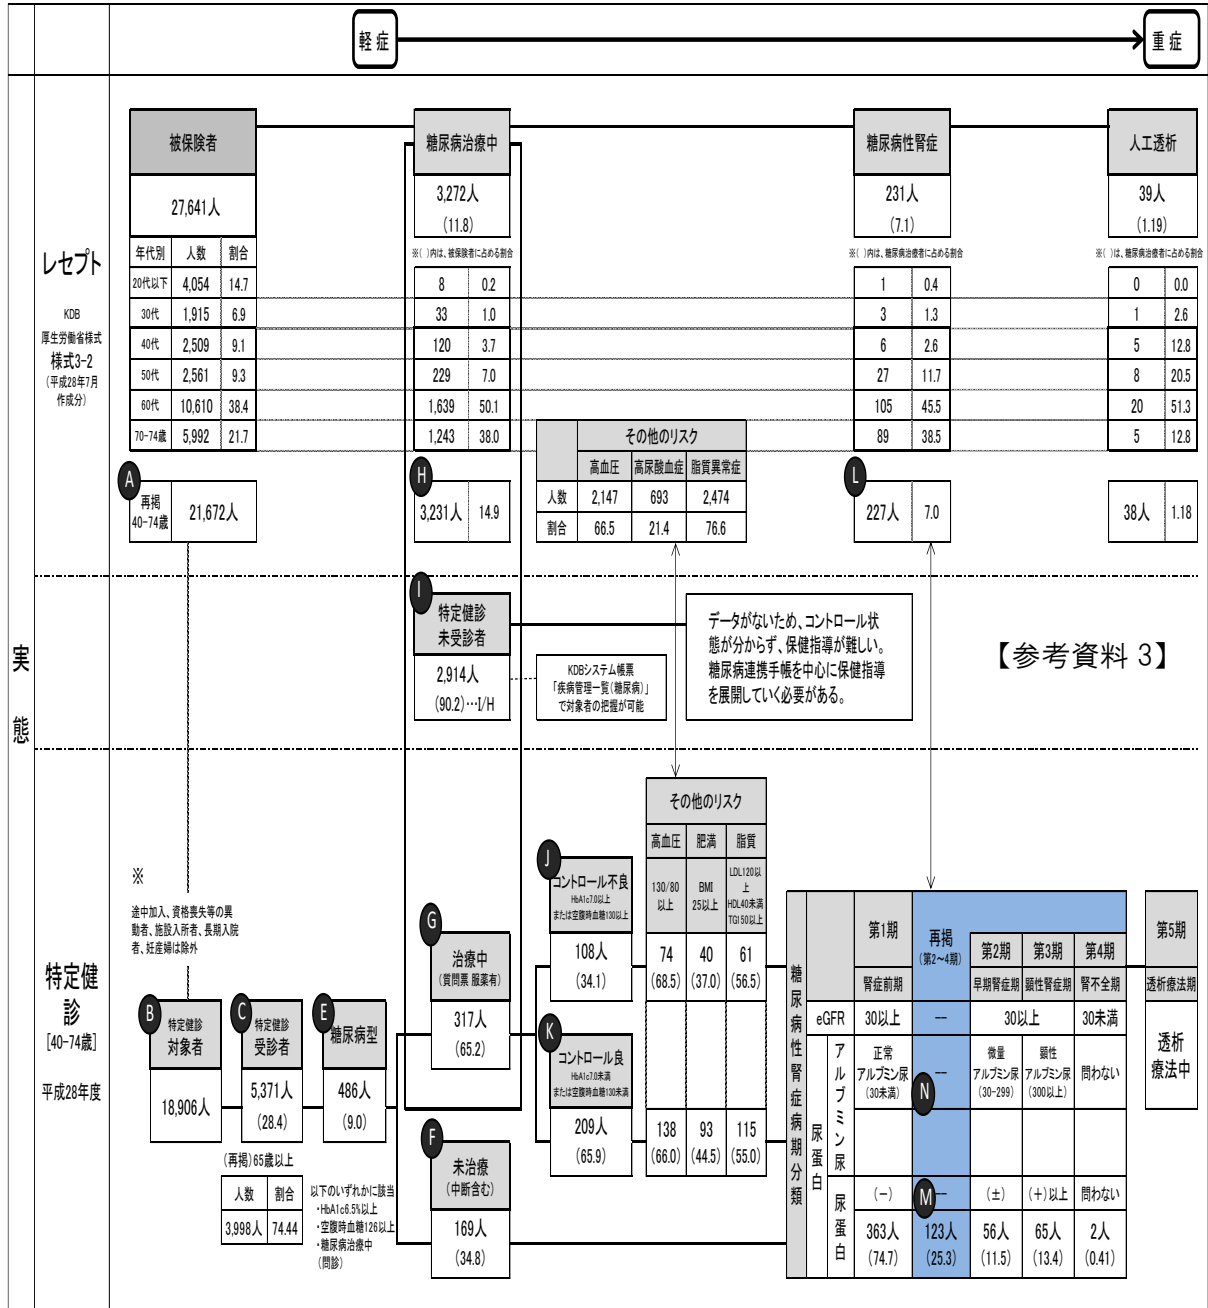 軽症
重症
被保険者
糖尿病治療中
糖尿病性腎症
人工透析
27,641人
3,272人
(11.8)
231人
(7.1)
39人
(1.19)
※( )内は、被保険者に占める割合
※( )内は、糖尿病治療者に占める割合
※( )は、糖尿病治療者に占める割合
レセプト
KDB
厚生労働省様式
様式3-2
(平成28年7月
作成分)
年代別 人数 割合
20代以下 4,054 14.7 8 0.2 1 0.4 0 0.0
30代 1,915 6.9 33 1.0 3 1.3 1 2.6
40代 2,509 9.1 120 3.7 6 2.6 5 12.8
50代 2,561 9.3 229 7.0 27 11.7 8 20.5
60代 10,610 38.4 1,639 50.1 105 45.5 20 51.3
70-74歳 5,992 21.7 1,243 38.0 89 38.5 5 12.8
その他のリスク
高血圧 高尿酸血症 脂質異常症
人数 2,147 693 2,474
割合 66.5 21.4 76.6
A
再掲
40-74歳
21,672人
H
3,231人 14.9
L
227人 7.0
38人 1.18
実態
I
特定健診
未受診者
2,914人
(90.2)…I/H
KDBシステム帳票
「疾病管理一覧(糖尿病)」
で対象者の把握が可能
データがないため、コントロール状
態が分からず、保健指導が難しい。
糖尿病連携手帳を中心に保健指導
を展開していく必要がある。
【参考資料 3】
特定健
診
[40-74歳]
平成28年度
※
途中加入、資格喪失等の異
動者、施設入所者、長期入院
者、妊産婦は除外
B
特定健診
対象者
18,906人
C
特定健診
受診者
5,371人
(28.4)
E
糖尿病型
486人
(9.0)
(再掲)65歳以上
人数 割合
3,998人 74.44
以下のいずれかに該当
・HbA1c6.5%以上
・空腹時血糖126以上
・糖尿病治療中
(問診)
G
治療中
(質問票 服薬有)
317人
(65.2)
F
未治療
(中断含む)
169人
(34.8)
J
コントロール不良
HbA1c7.0以上
または空腹時血糖130以上
108人
(34.1)
K
コントロール良
HbA1c7.0未満
または空腹時血糖130未満
209人
(65.9)
その他のリスク
高血圧 肥満 脂質
130/80
以上
BMI
25以上
LDL120以
上
HDL40未満
TG150以上
74 40 61
(68.5) (37.0) (56.5)
138 93 115
(66.0) (44.5) (55.0)
糖尿病性腎症病期分類
第1期
腎症前期
再掲
(第2～4期)
第2期
早期腎症期
第3期
顕性腎症期
第4期
腎不全期
第5期
透析療法期
eGFR 30以上 -- 30以上 30未満
透析
療法中
尿蛋白
アルブミン尿
正常
アルブミン尿
(30未満)
--
N
微量
アルブミン尿
(30-299)
顕性
アルブミン尿
(300以上)
問わない
尿蛋白
(－) -- (±) (＋)以上 問わない
M
363人 123人 56人 65人 2人
(74.7) (25.3) (11.5) (13.4) (0.41)